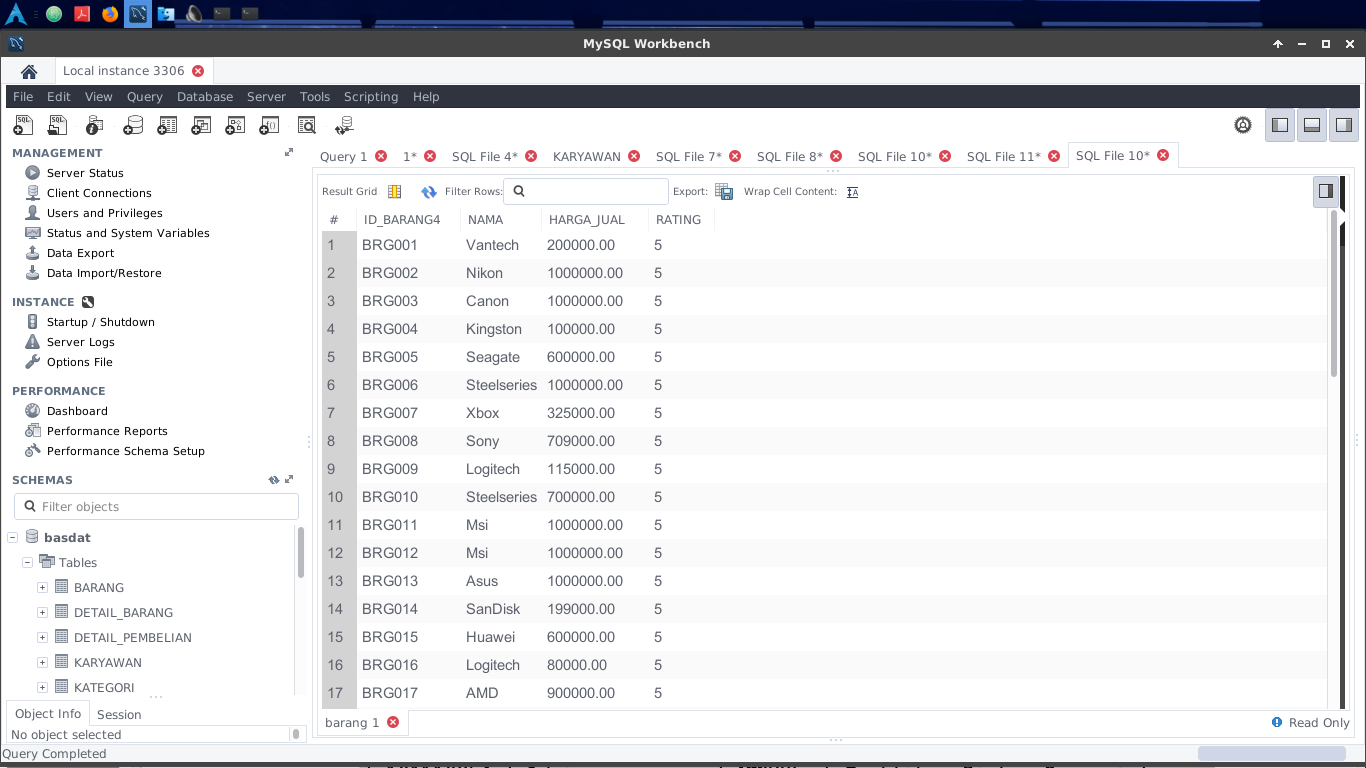 MySQL Workbench
Local instance 3306
File Edit View Query Database Server Tools Scripting Help
MANAGEMENT
Server Status
Client Connections
Users and Privileges
Status and System Variables
Data Export
Data Import/Restore
INSTANCE
Startup / Shutdown
Server Logs
Options File
PERFORMANCE
Dashboard
Performance Reports
Performance Schema Setup
SCHEMAS
Filter objects
basdat
Tables
BARANG
DETAIL_BARANG
DETAIL_PEMBELIAN
KARYAWAN
KATEGORI
Object Info Session
No object selected
Query 1 1* SQL File 4* KARYAWAN SQL File 7* SQL File 8* SQL File 10* SQL File 11* SQL File 10*
Result Grid Filter Rows: Export: Wrap Cell Content:
# ID_BARANG4 NAMA HARGA_JUAL RATING
1 BRG001 Vantech 200000.00 5
2 BRG002 Nikon 1000000.00 5
3 BRG003 Canon 1000000.00 5
4 BRG004 Kingston 100000.00 5
5 BRG005 Seagate 600000.00 5
6 BRG006 Steelseries 1000000.00 5
7 BRG007 Xbox 325000.00 5
8 BRG008 Sony 709000.00 5
9 BRG009 Logitech 115000.00 5
10 BRG010 Steelseries 700000.00 5
11 BRG011 Msi 1000000.00 5
12 BRG012 Msi 1000000.00 5
13 BRG013 Asus 1000000.00 5
14 BRG014 SanDisk 199000.00 5
15 BRG015 Huawei 600000.00 5
16 BRG016 Logitech 80000.00 5
17 BRG017 AMD 900000.00 5
barang 1 Read Only
Query Completed